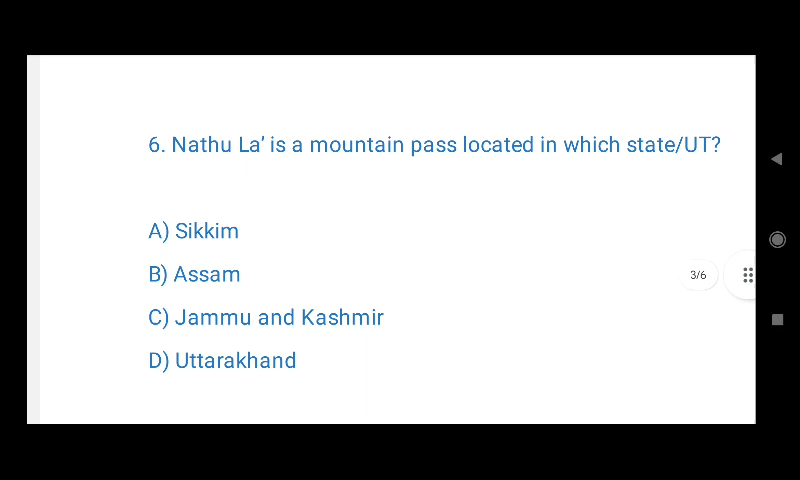 6. Nathu La’ is a mountain pass located in which state/UT?
A) Sikkim
B) Assam
3/6
C) Jammu and Kashmir
D) Uttarakhand